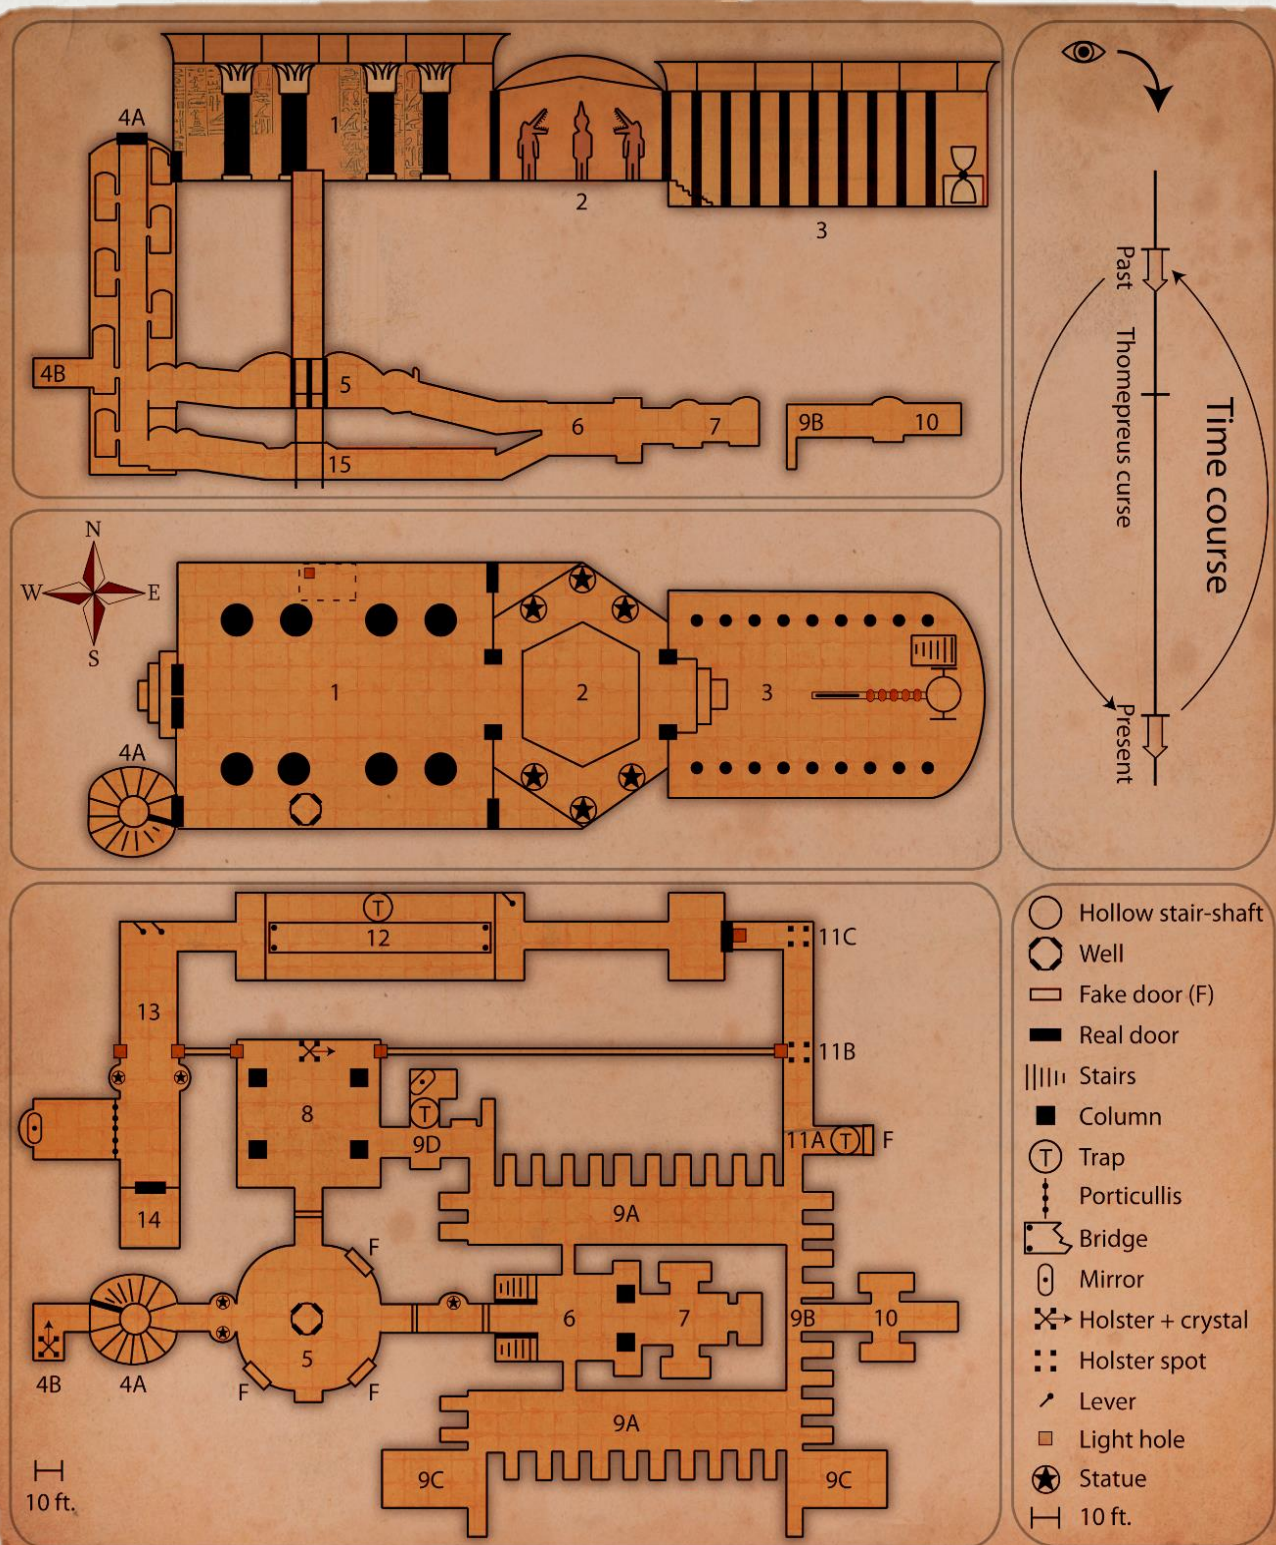 4A
1
2
3
4B
5
6
7
9B
10
15
N
W
E
S
1
2
3
4A
Past
Thomepreus curse
Present
Time course
T
12
11C
13
11B
8
T
9D
11A
T
F
14
9A
F
6
7
9B
10
5
4B
4A
F
F
9A
9C
9C
10 ft.
Hollow stair-shaft
Well
Fake door (F)
Real door
Stairs
Column
T
Trap
Porticullis
Bridge
Mirror
Holster + crystal
Holster spot
Lever
Light hole
Statue
10 ft.